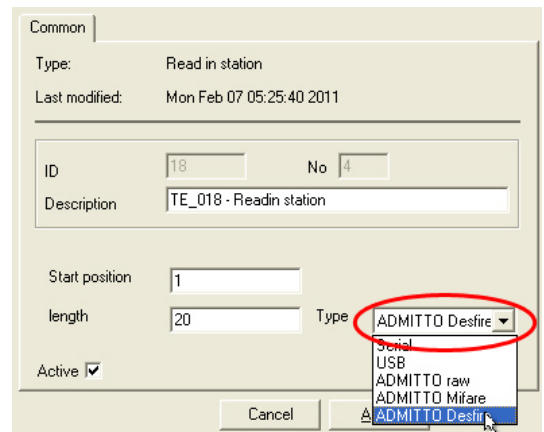 Common
Type: Read in station
Last modified: Mon Feb 07 05:25:40 2011
ID 18 No 4
Description TE_018 - Readin station
Start position 1
length 20 Type ADMITTO Desfire
Serial
USB
ADMITTO raw
Active ADMITTO Mifare
Cancel A ADMITTO Desfire